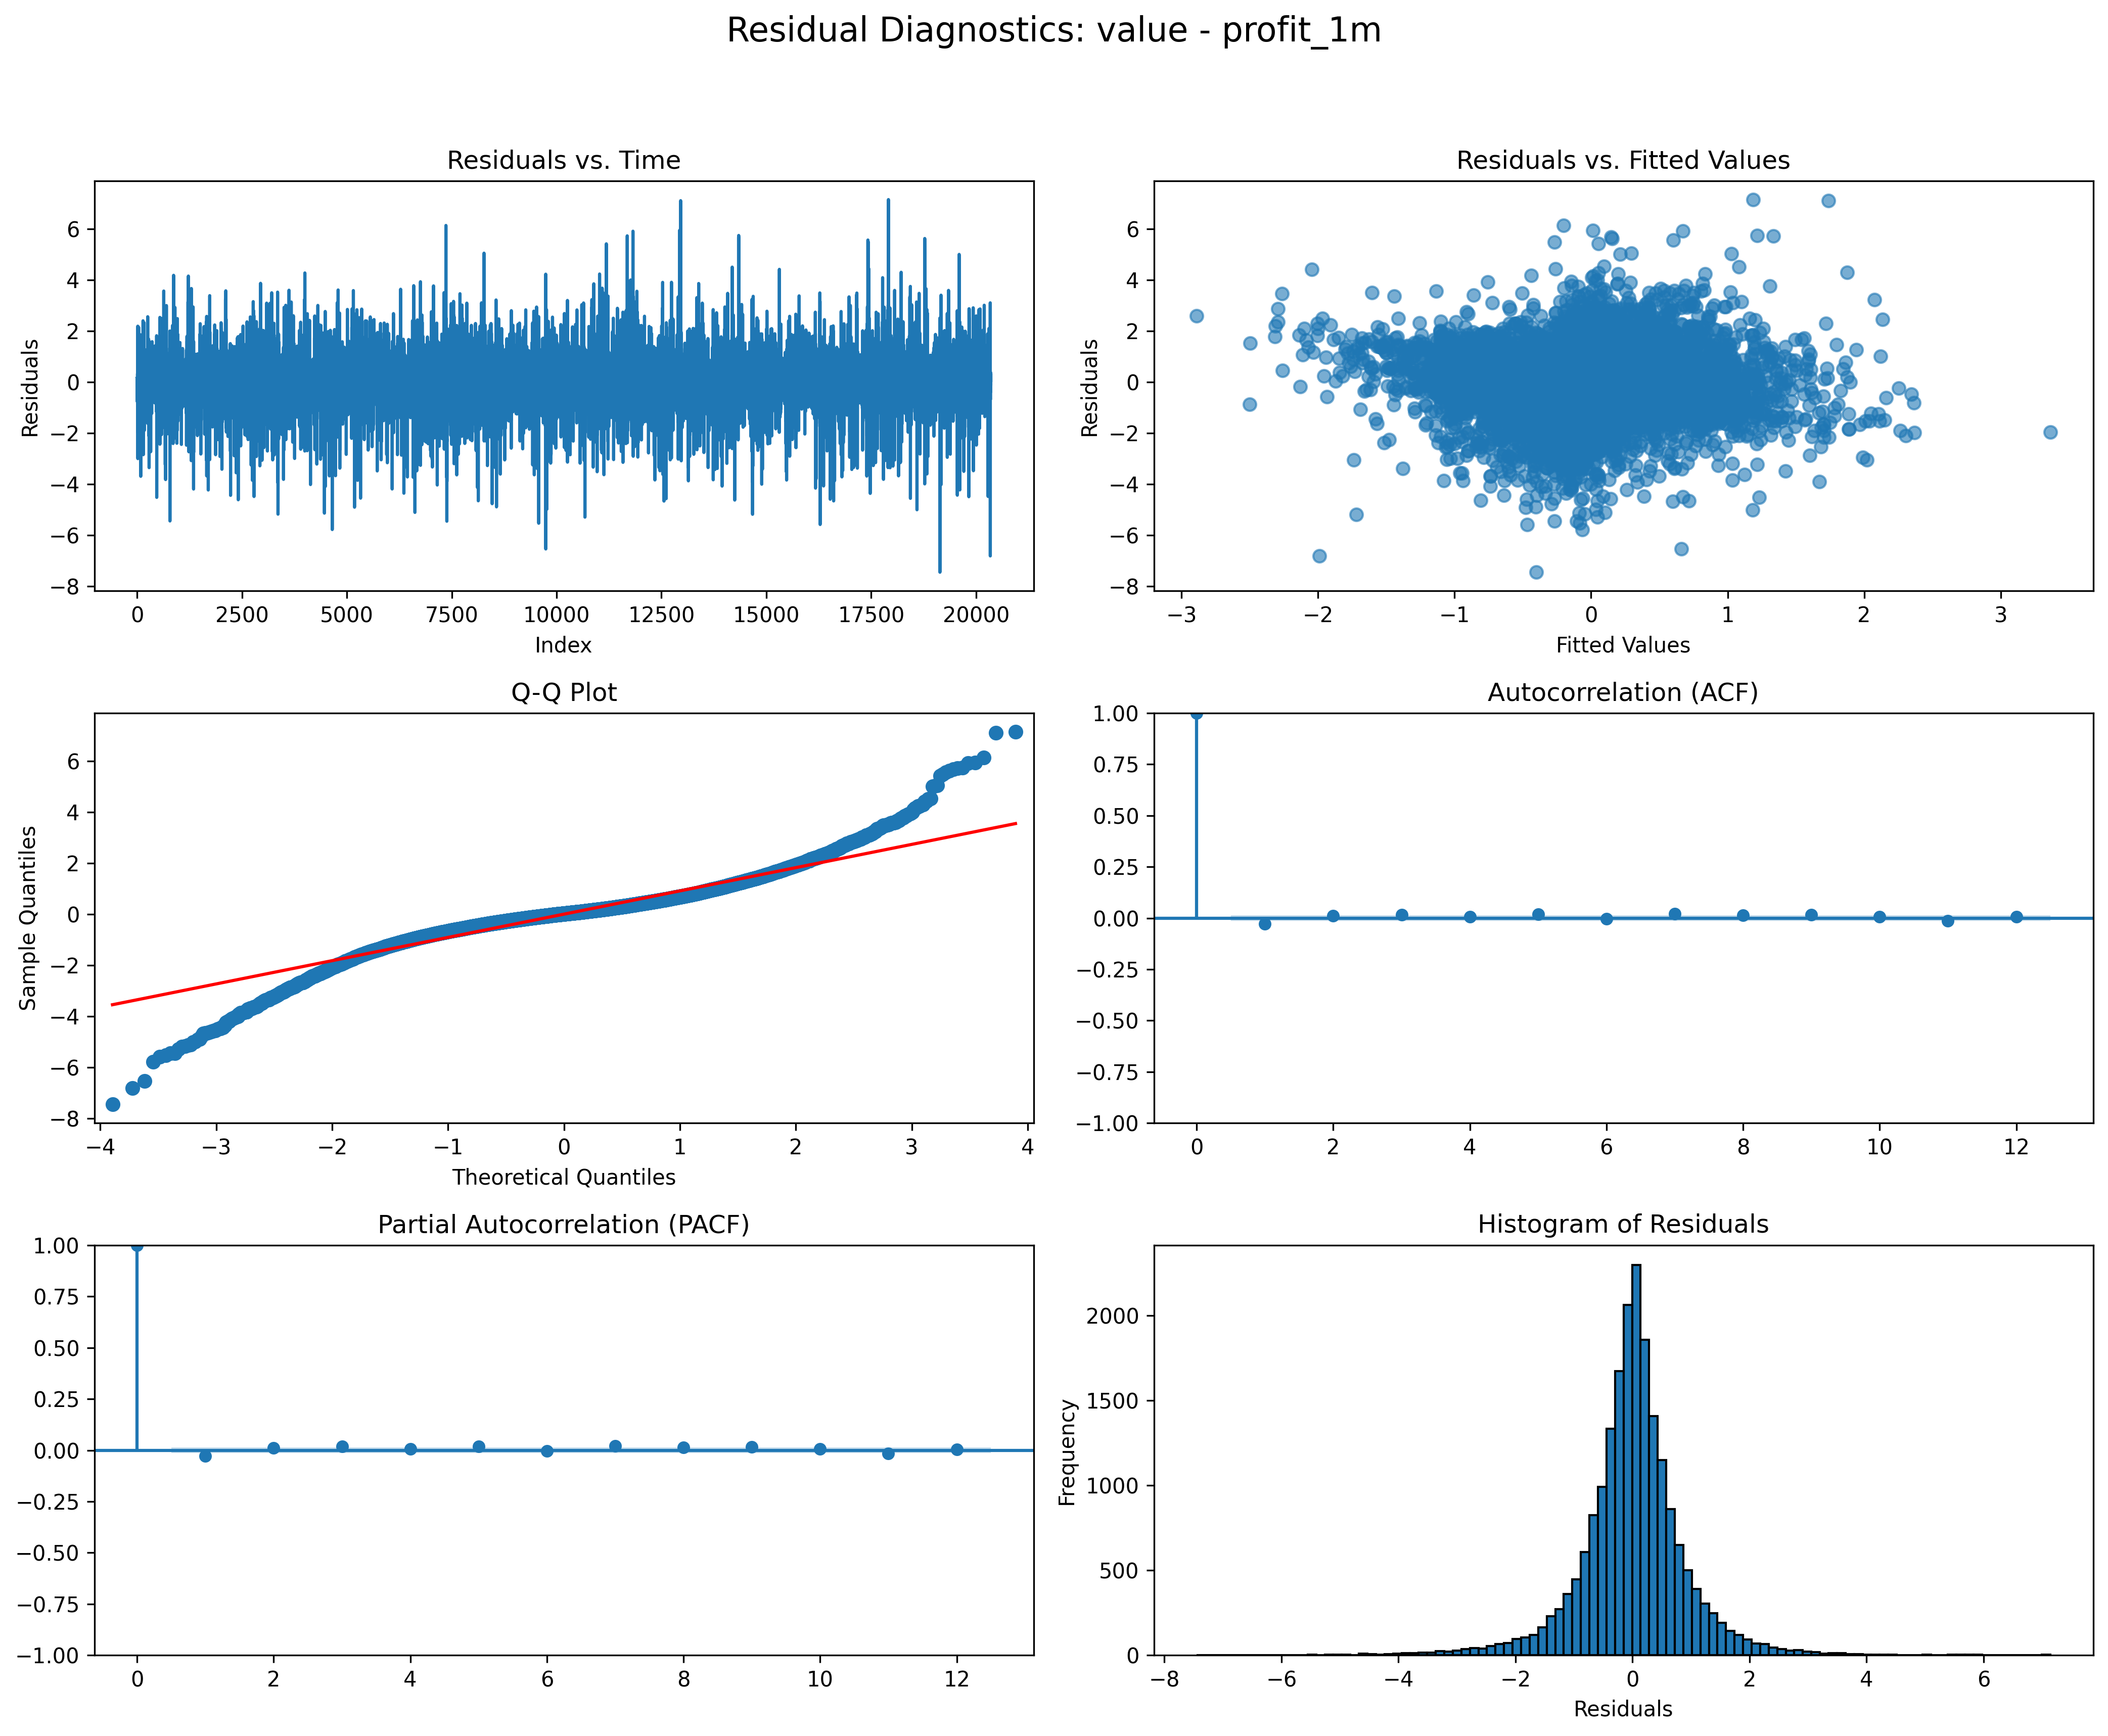 Residual Diagnostics: value - profit_1m
Residuals vs. Time
Residuals
6
4
2
0
−2
−4
−6
−8
0 2500 5000 7500 10000 12500 15000 17500 20000
Index
Residuals vs. Fitted Values
Residuals
6
4
2
0
−2
−4
−6
−8
−3 −2 −1 0 1 2 3
Fitted Values
Q-Q Plot
Sample Quantiles
6
4
2
0
−2
−4
−6
−8
−4 −3 −2 −1 0 1 2 3 4
Theoretical Quantiles
Autocorrelation (ACF)
1.00
0.75
0.50
0.25
0.00
−0.25
−0.50
−0.75
−1.00
0 2 4 6 8 10 12
Partial Autocorrelation (PACF)
1.00
0.75
0.50
0.25
0.00
−0.25
−0.50
−0.75
−1.00
0 2 4 6 8 10 12
Histogram of Residuals
Frequency
2000
1500
1000
500
0
−8 −6 −4 −2 0 2 4 6
Residuals